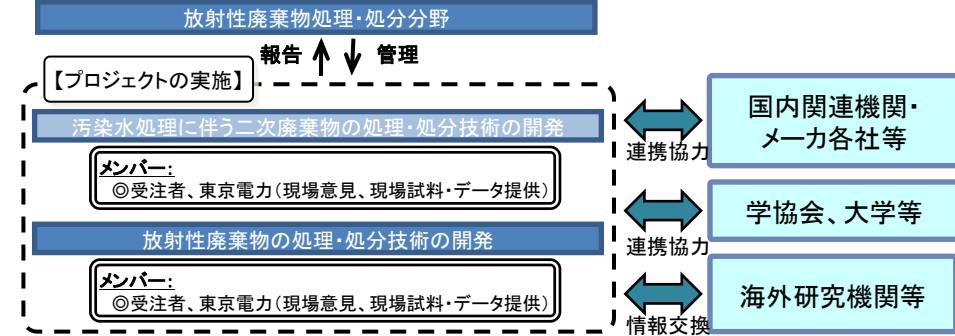 放射性廃棄物処理・処分分野
報告
管理
【プロジェクトの実施】
汚染水処理に伴う二次廃棄物の処理・処分技術の開発
メンバー:
◎受注者、東京電力(現場意見、現場試料・データ提供)
放射性廃棄物の処理・処分技術の開発
メンバー:
◎受注者、東京電力(現場意見、現場試料・データ提供)
連携協力
国内関連機関・
メーカ各社等
連携協力
学協会、大学等
情報交換
海外研究機関等